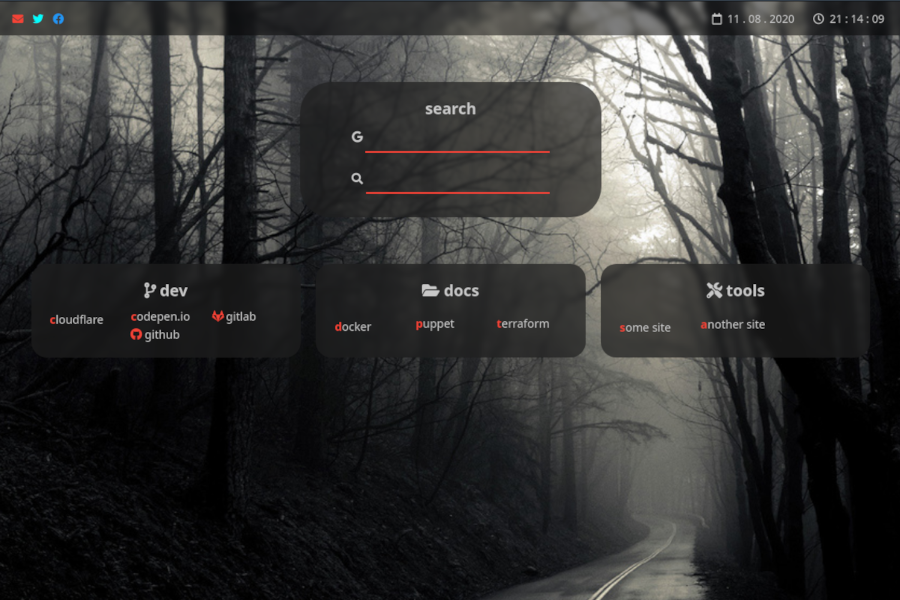 11 . 08 . 2020 21 : 14 : 09
search
dev
cloudflare codepen.io gitlab
github
docs
docker puppet terraform
tools
some site another site